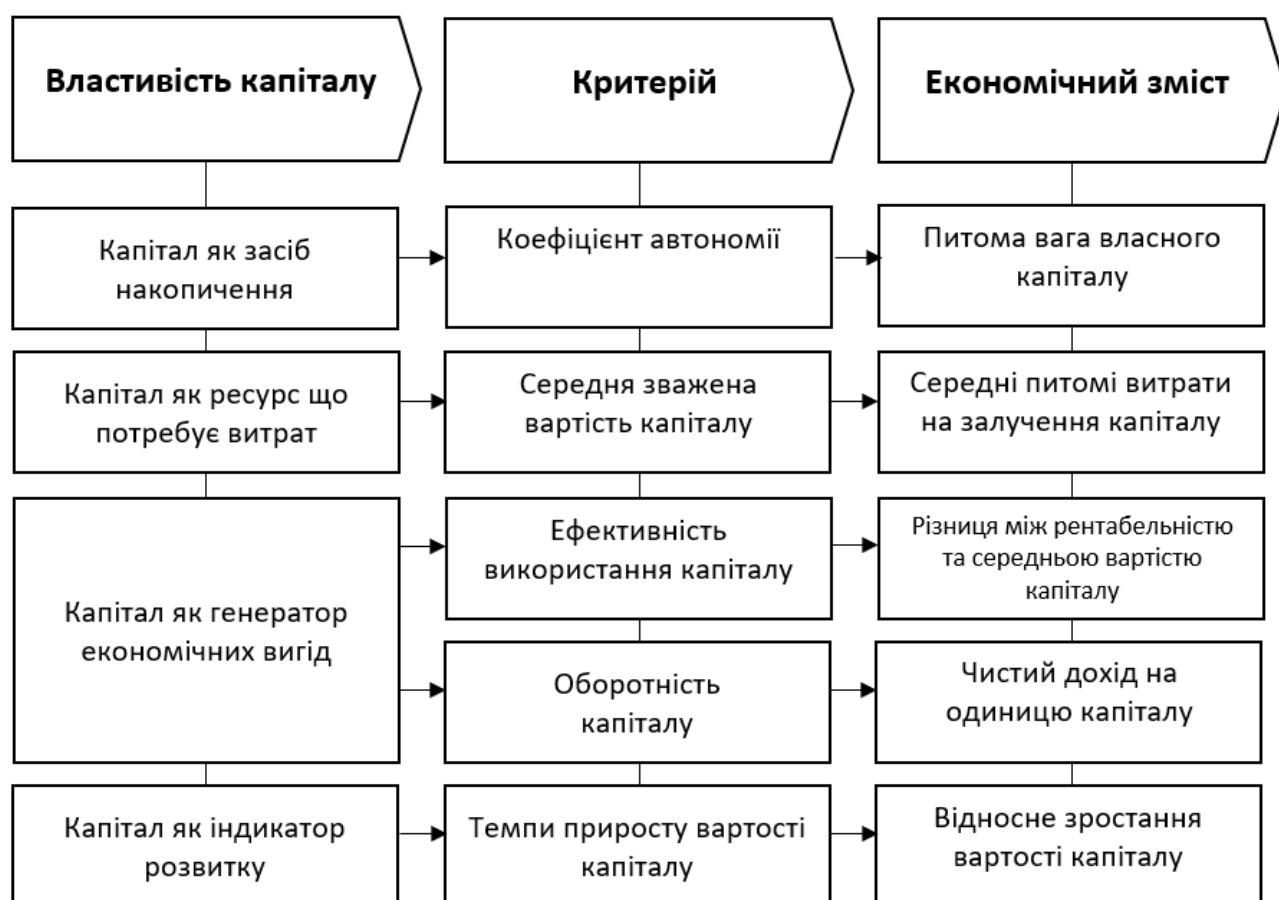 Властивість капіталу
Критерій
Економічний зміст
Капітал як засіб
накопичення
Коефіцієнт автономії
Питома вага власного
капіталу
Капітал як ресурс що
потребує витрат
Середня зважена
вартість капіталу
Середні питомі витрати
на залучення капіталу
Капітал як генератор
економічних вигід
Ефективність
використання капіталу
Різниця між рентабельністю
та середньою вартістю
капіталу
Оборотність
капіталу
Чистий дохід на
одиницю капіталу
Капітал як індикатор
розвитку
Темпи приросту вартості
капіталу
Відносне зростання
вартості капіталу